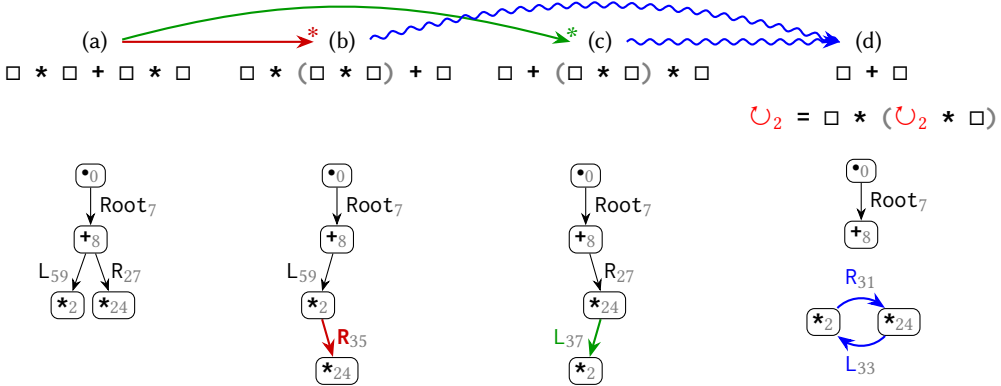 * *
(a) (b) (c) (d)
□ * □ + □ * □ □ * (□ * □) + □ □ + (□ * □) * □ □ + □
↻₂ = □ * (↻₂ * □)
•₀ •₀ •₀ •₀
Root₇ Root₇ Root₇ Root₇
+₈ +₈ +₈ +₈
L₅₉ R₂₇ L₅₉ R₂₇ R₃₁
*₂ *₂₄ *₂ *₂₄ *₂ *₂₄
R₃₅ L₃₇ L₃₃
*₂₄ *₂